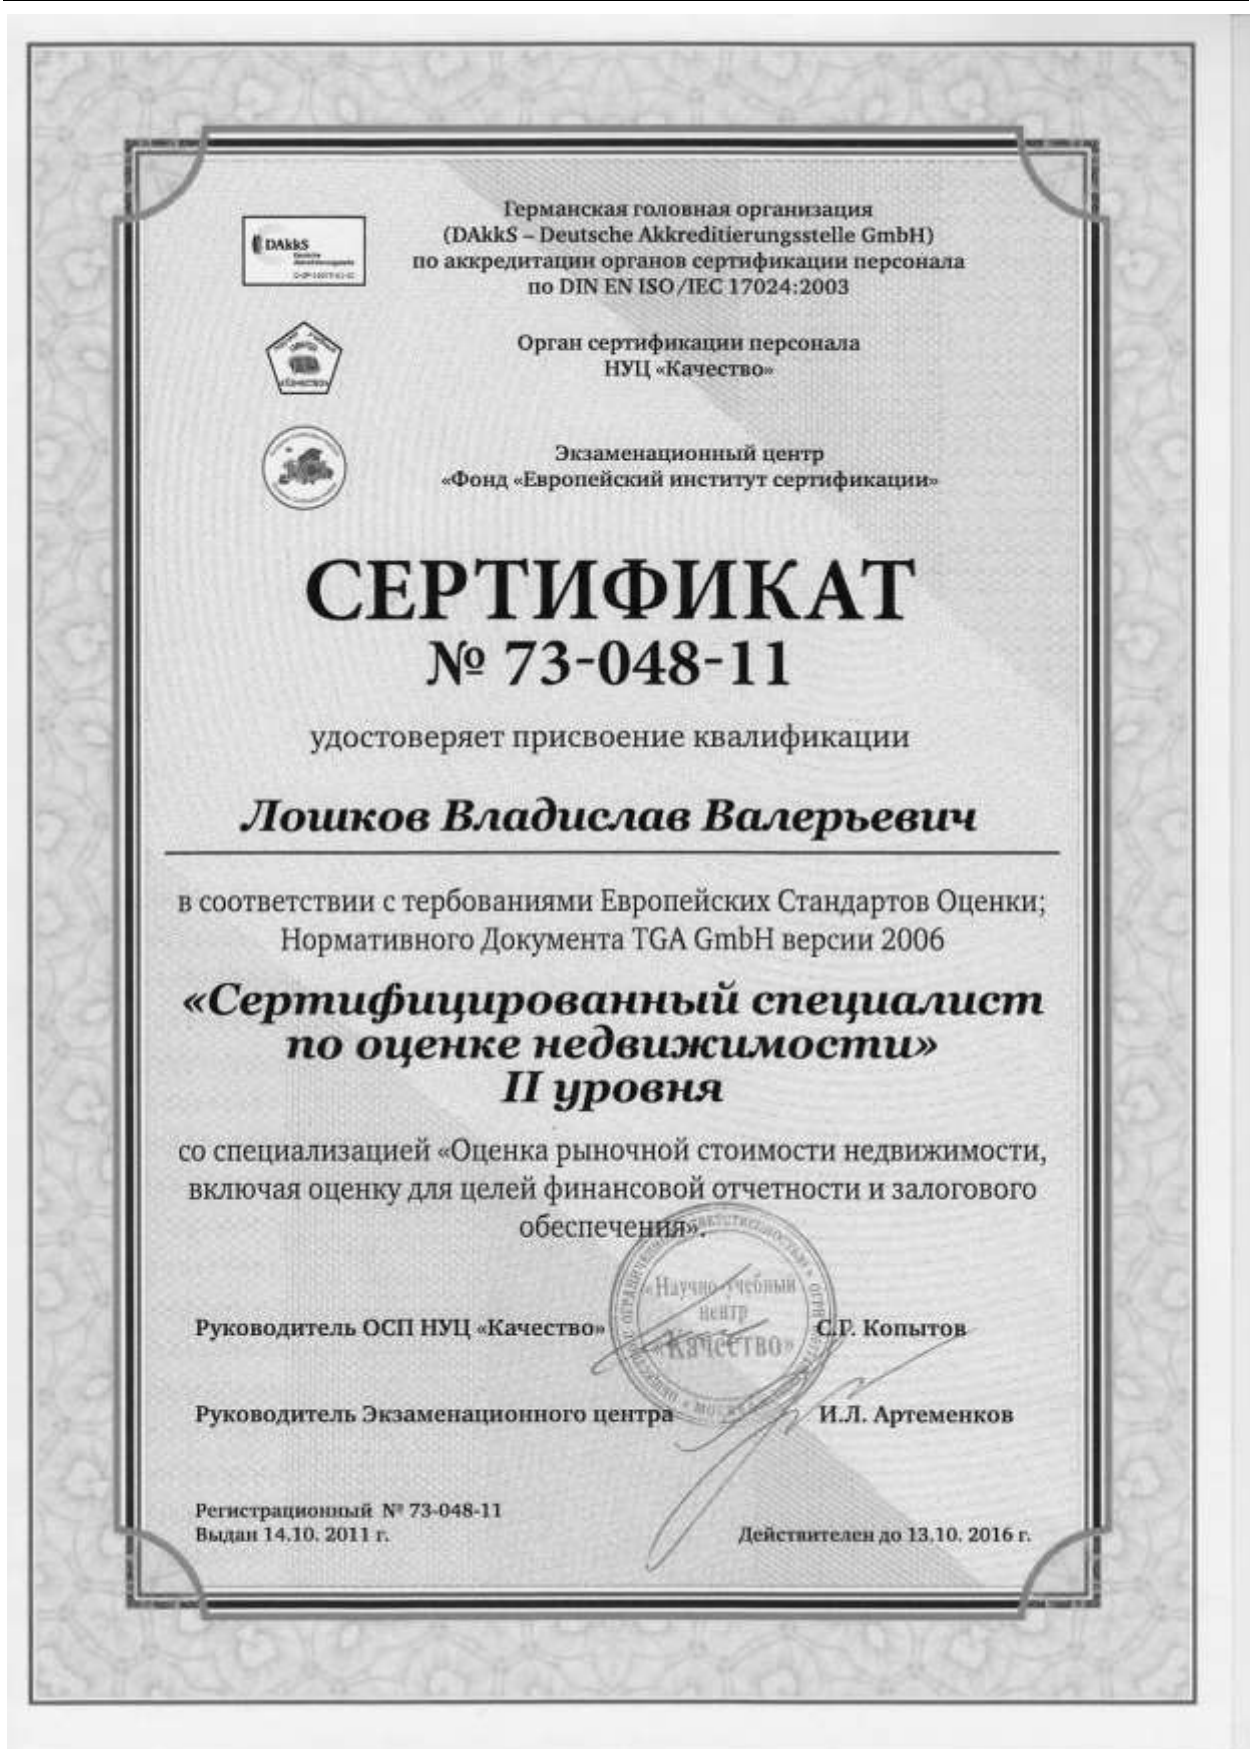 Германская головная организация
(DAkkS – Deutsche Akkreditierungsstelle GmbH)
по аккредитации органов сертификации персонала
по DIN EN ISO/IEC 17024:2003
DAkkS
Deutsche
Akkreditierungsstelle
Орган сертификации персонала
НУЦ «Качество»
Экзаменационный центр
«Фонд «Европейский институт сертификации»
СЕРТИФИКАТ
№ 73-048-11
удостоверяет присвоение квалификации
Лошков Владислав Валерьевич
в соответствии с тербованиями Европейских Стандартов Оценки;
Нормативного Документа TGA GmbH версии 2006
«Сертифицированный специалист
по оценке недвижимости»
II уровня
со специализацией «Оценка рыночной стоимости недвижимости,
включая оценку для целей финансовой отчетности и залогового
обеспечения».
«Научно-учебный
центр
«Качество»
Руководитель ОСП НУЦ «Качество» С.Г. Копытов
Руководитель Экзаменационного центра И.Л. Артеменков
Регистрационный № 73-048-11
Выдан 14.10. 2011 г. Действителен до 13.10. 2016 г.